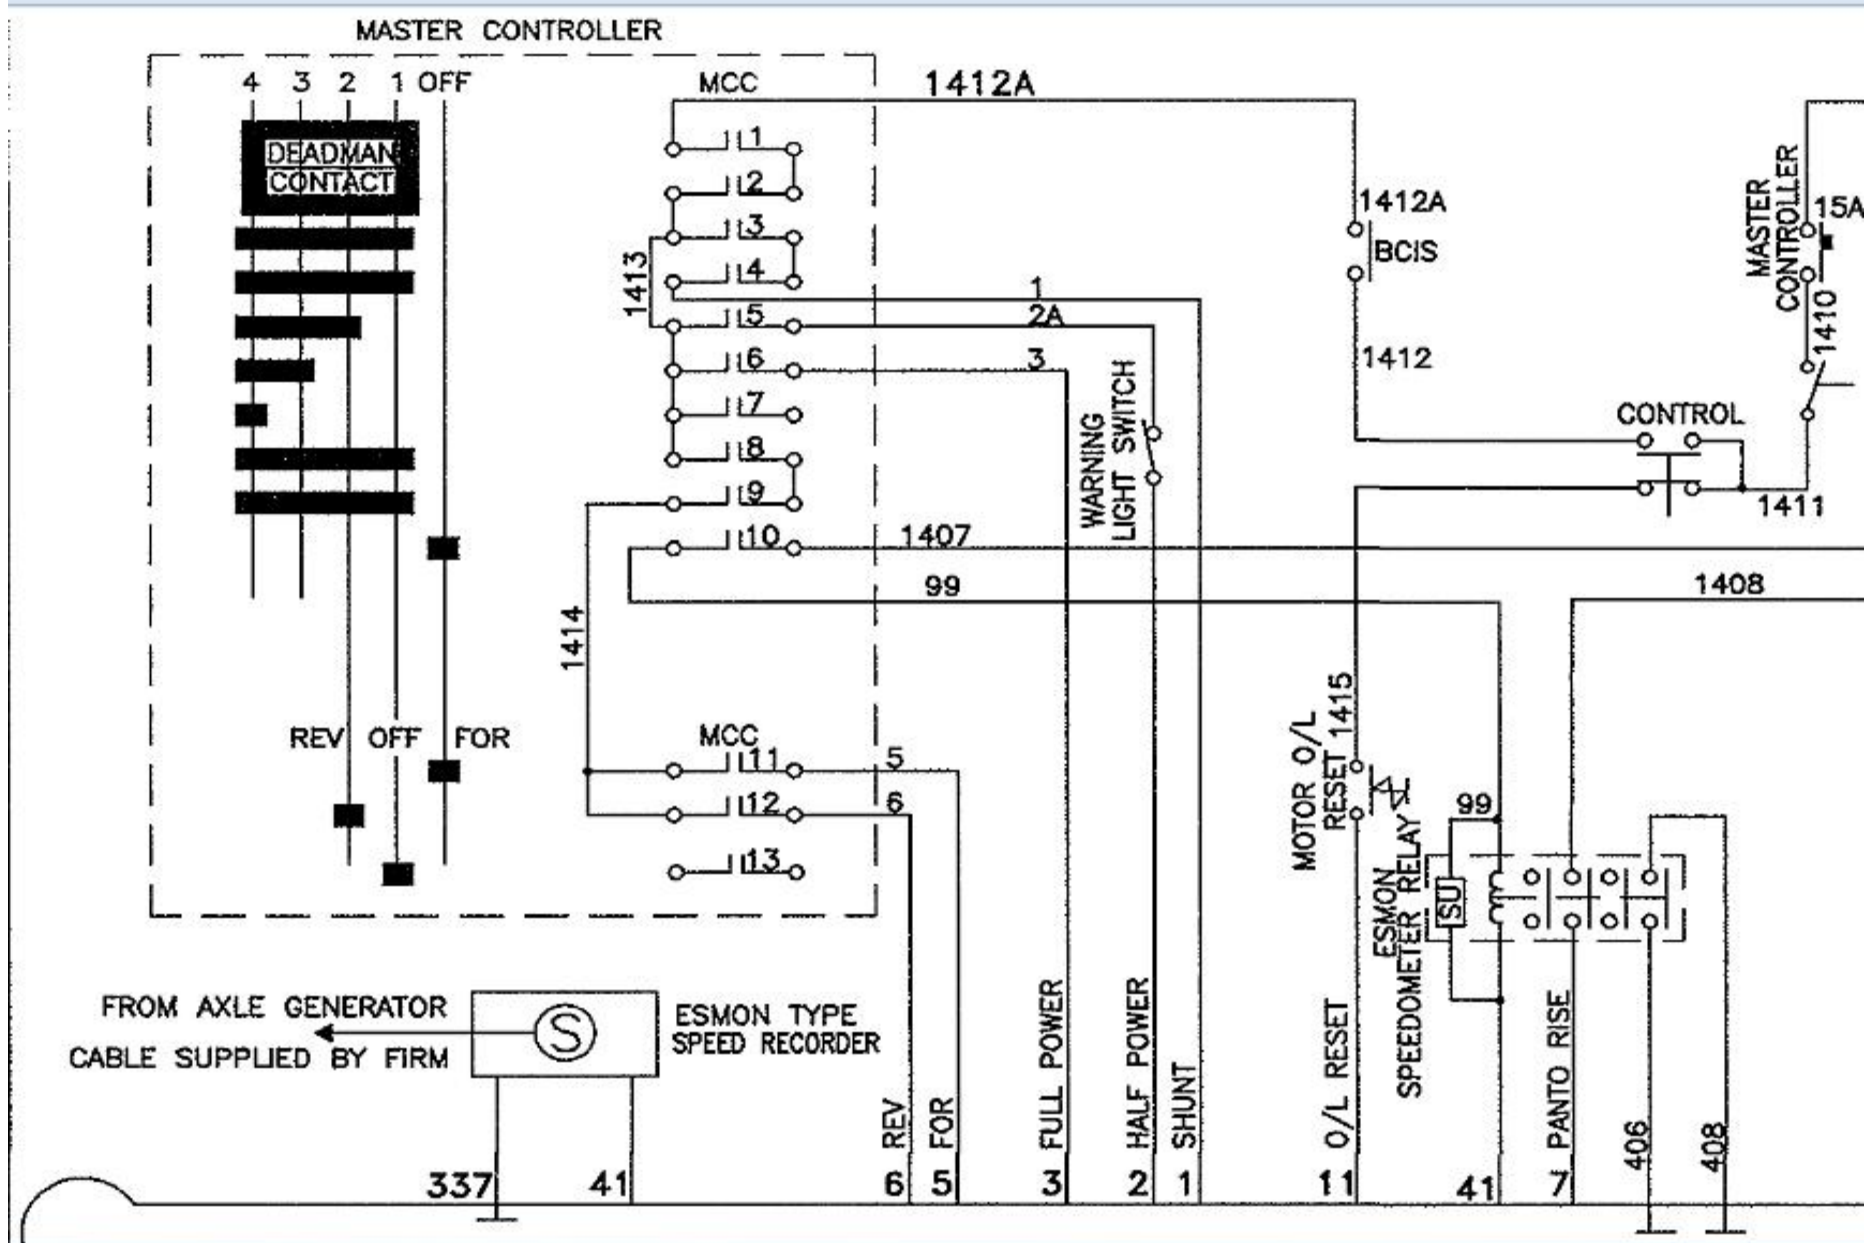 MASTER CONTROLLER
4 3 2 1 OFF
MCC
1412A
DEADMAN
CONTACT
1
2
3
4
5
6
7
8
9
10
1413
1414
1
2A
3
1407
99
WARNING
LIGHT SWITCH
1412A
BCIS
1412
MASTER
CONTROLLER
15A
1410
CONTROL
1411
1408
REV OFF FOR
MCC
11
12
13
5
6
MOTOR O/L
RESET 1415
ESMON
SPEEDOMETER RELAY
99
SU
FROM AXLE GENERATOR
CABLE SUPPLIED BY FIRM
S
ESMON TYPE
SPEED RECORDER
REV
FOR
FULL POWER
HALF POWER
SHUNT
O/L RESET
PANTO RISE
406
408
337
41
6
5
3
2
1
11
41
7